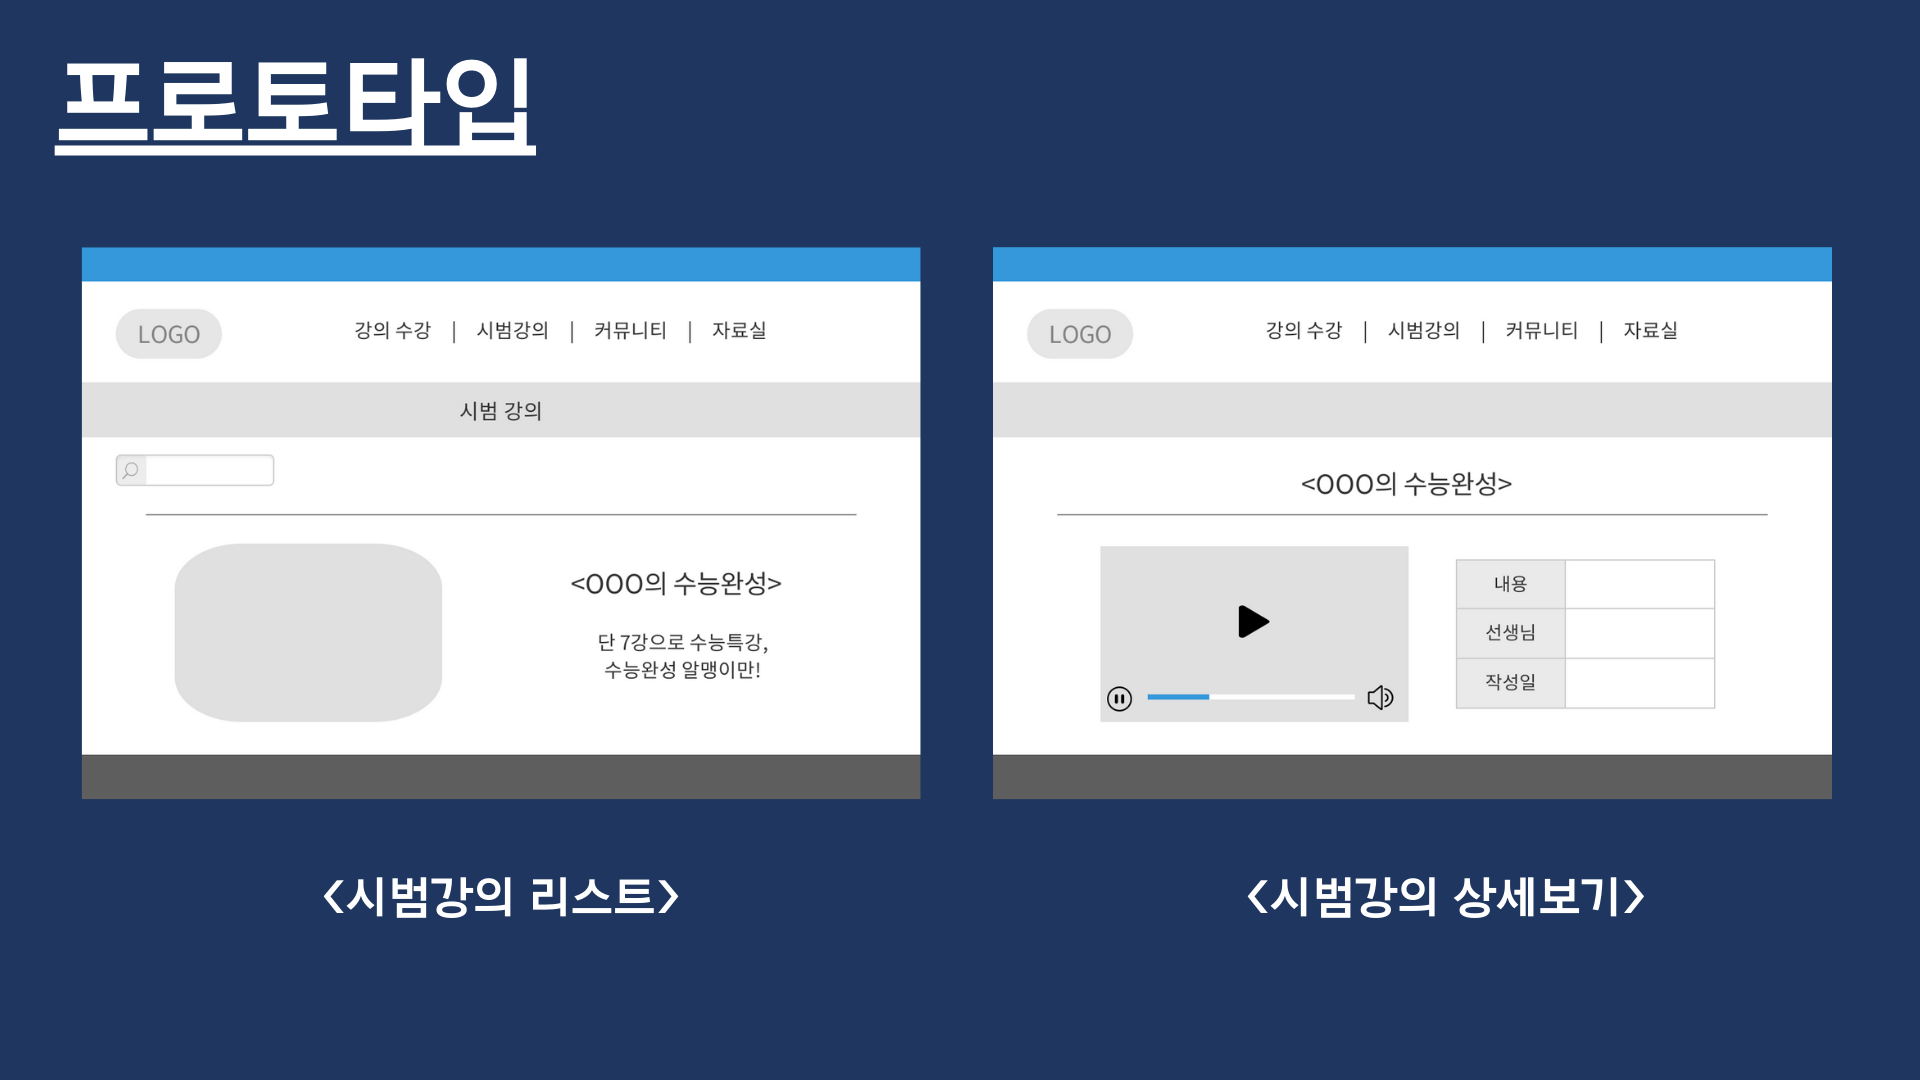 프로토타입
LOGO
강의 수강 | 시범강의 | 커뮤니티 | 자료실
시범 강의
<OOO의 수능완성>
단 7강으로 수능특강,
수능완성 알맹이만!
<시범강의 리스트>
LOGO
강의 수강 | 시범강의 | 커뮤니티 | 자료실
<OOO의 수능완성>
내용
선생님
작성일
<시범강의 상세보기>